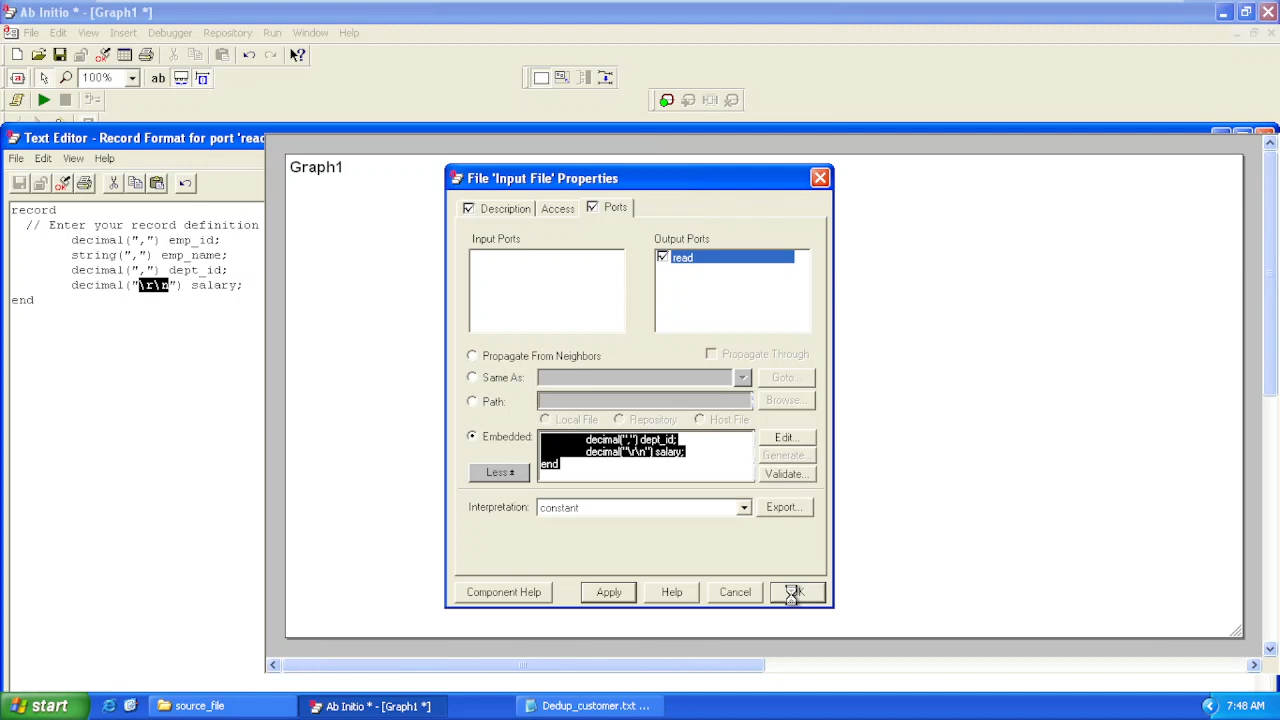 Ab Initio * - [Graph1 *]
File Edit View Insert Debugger Repository Run Window Help
100%
ab
Text Editor - Record Format for port 'read
File Edit View Help
record
// Enter your record definition
decimal(",") emp_id;
string(",") emp_name;
decimal(",") dept_id;
decimal("\r\n") salary;
end
Graph1
File 'Input File' Properties
Description Access Ports
Input Ports Output Ports
read
Propagate From Neighbors Propagate Through
Same As: Goto...
Path: Browse...
Local File Repository Host File
Embedded: decimal(",") dept_id; Edit...
decimal("\r\n") salary; Generate...
end
Less Validate...
Interpretation: constant Export...
Component Help Apply Help Cancel
start source_file Ab Initio * - [Graph1 *] Dedup_customer.txt ... 7:48 AM